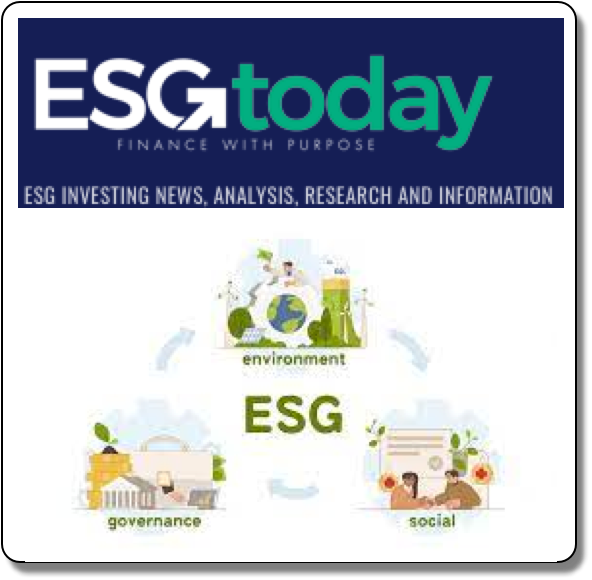 ESGtoday
FINANCE WITH PURPOSE
ESG INVESTING NEWS, ANALYSIS, RESEARCH AND INFORMATION
environment
ESG
governance
social